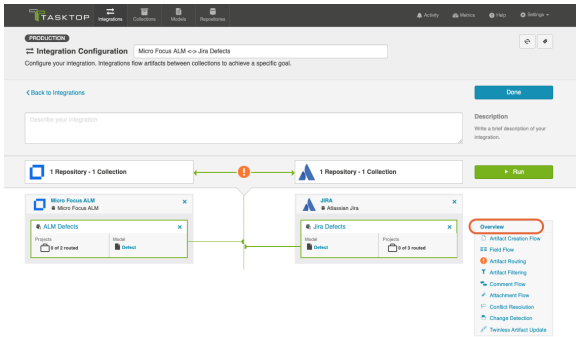 TASKTOP
Integrations
Collections
Models
Repositories
Activity
Metrics
Help
Settings
PRODUCTION
Integration Configuration
Micro Focus ALM <-> Jira Defects
Configure your integration. Integrations flow artifacts between collections to achieve a specific goal.
Back to Integrations
Done
Describe your integration
Description
Write a brief description of your
integration.
1 Repository - 1 Collection
1 Repository - 1 Collection
Run
Micro Focus ALM
Micro Focus ALM
JIRA
Atlassian Jira
ALM Defects
Projects
0 of 2 routed
Model
Defect
Jira Defects
Model
Defect
Projects
0 of 3 routed
Overview
Artifact Creation Flow
Field Flow
Artifact Routing
Artifact Filtering
Comment Flow
Attachment Flow
Conflict Resolution
Change Detection
Twinless Artifact Update